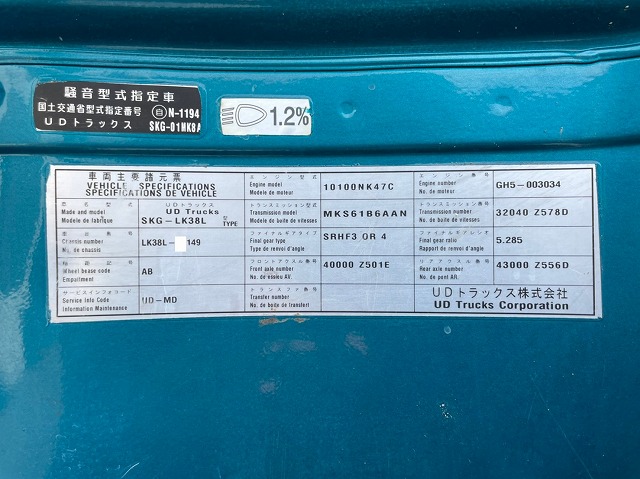 騒音型式指定車
国土交通省型式指定番号 自 N-1194
UDトラックス SKG-01MK8A
1.2%
車両主要諸元票
VEHICLE SPECIFICATIONS
SPECIFICATIONS DE VEHICLE
エンジン型式
Engine model
Modele de moteur
10100NK47C
エンジン番号
Engine number
No. de moteur
GH5-003034
車名型式
Made and model
Modele de fabrique
UDトラックス
UD Trucks
SKG-LK38L
型
TYPE
トランスミッション型式
Transmission model
Modele de boite de vitesses
MKS61B6AAN
トランスミッション番号
Transmission number
No. de boite de vitesses
32040 Z578D
車台番号
Chassis number
No. de chassis
LK38L- 149
ファイナルギアタイプ
Final gear type
Type de renvoi d'angle
SRHF3 OR 4
ファイナルギアレシオ
Final gear ratio
Rapport de renvoi d'angle
5.285
軸距記号
Wheel base code
Empattement
AB
フロントアクスル番号
Front axle number
No. de essieu AV.
40000 Z501E
リアアクスル番号
Rear axle number
No. de pont AR.
43000 Z556D
サービスインフォコード
Service Info Code
Information Maintenance
UD-MD
トランスファ番号
Transfer number
No. de boite de transfert
UDトラックス株式会社
UD Trucks Corporation